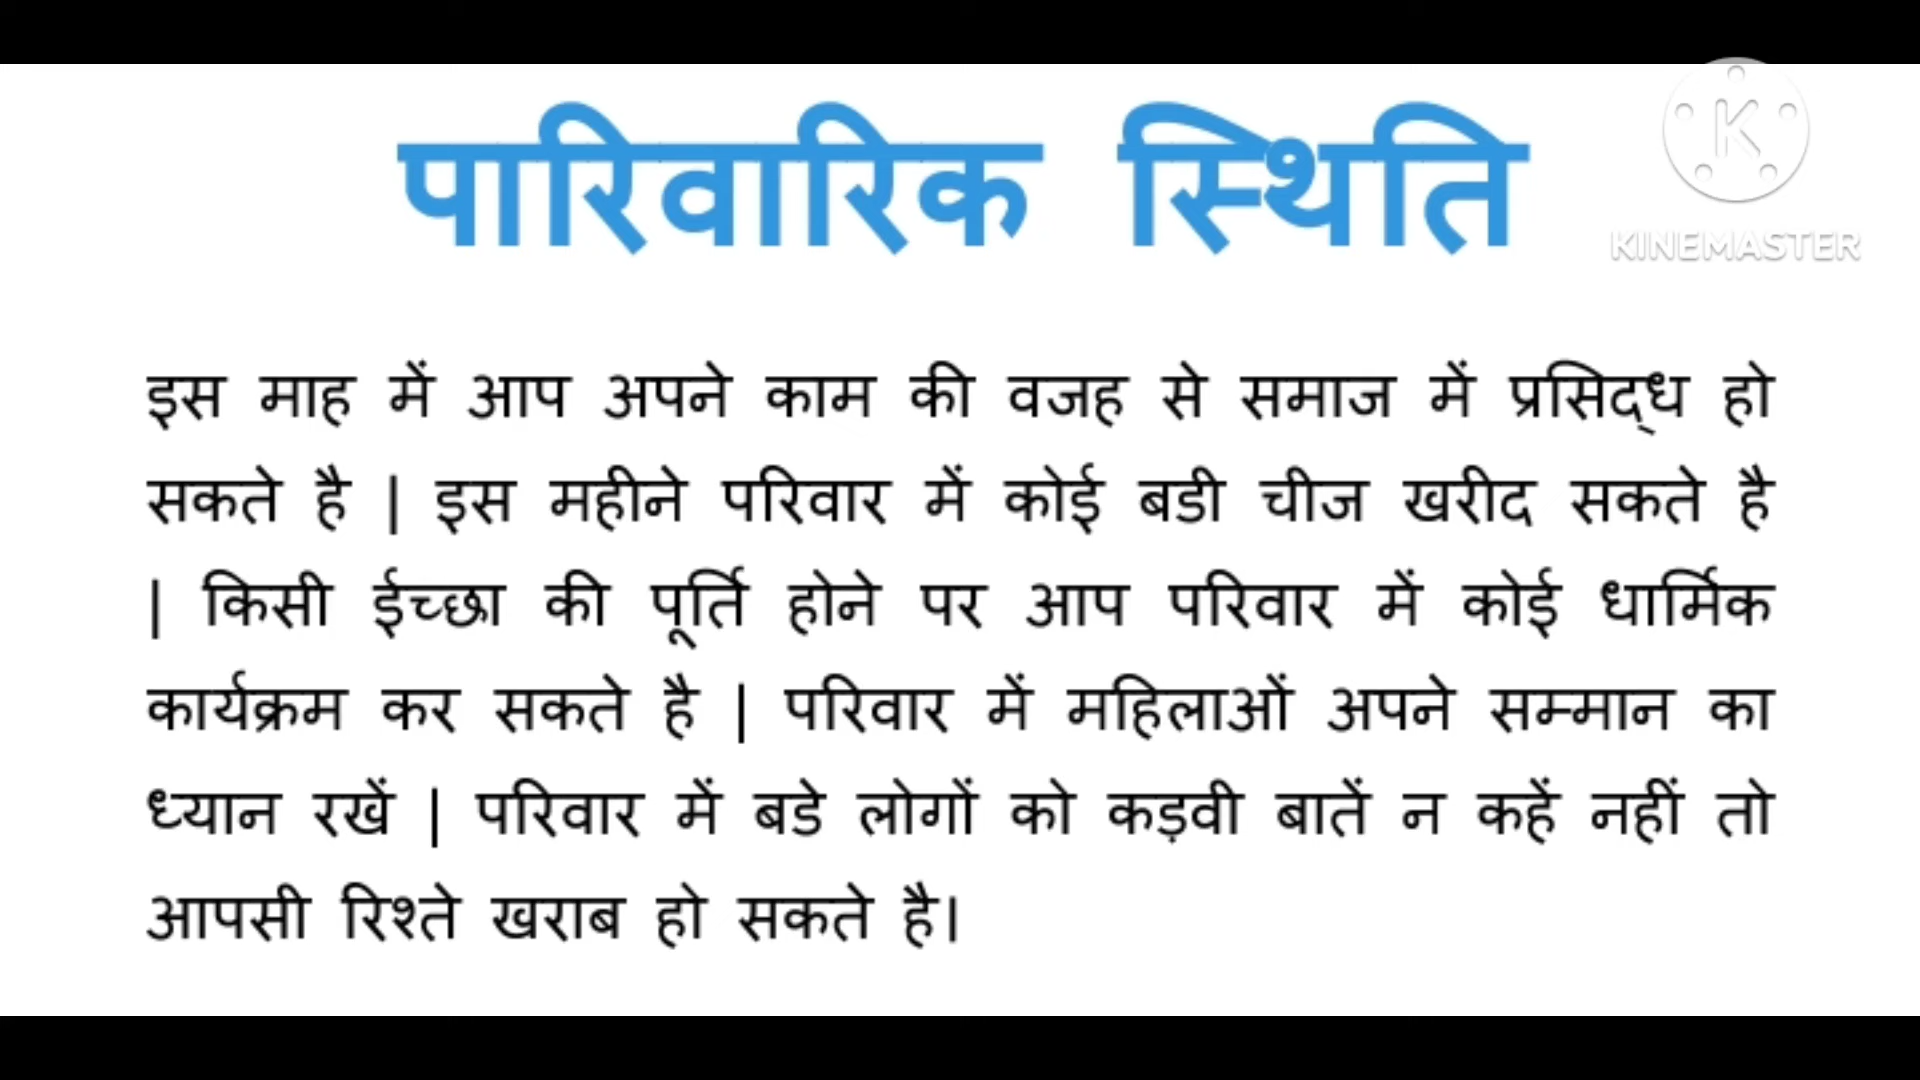 पारिवारिक स्थिति
KINEMASTER
इस माह में आप अपने काम की वजह से समाज में प्रसिद्ध हो
सकते है | इस महीने परिवार में कोई बडी चीज खरीद सकते है
| किसी ईच्छा की पूर्ति होने पर आप परिवार में कोई धार्मिक
कार्यक्रम कर सकते है | परिवार में महिलाओं अपने सम्मान का
ध्यान रखें | परिवार में बडे लोगों को कड़वी बातें न कहें नहीं तो
आपसी रिश्ते खराब हो सकते है।